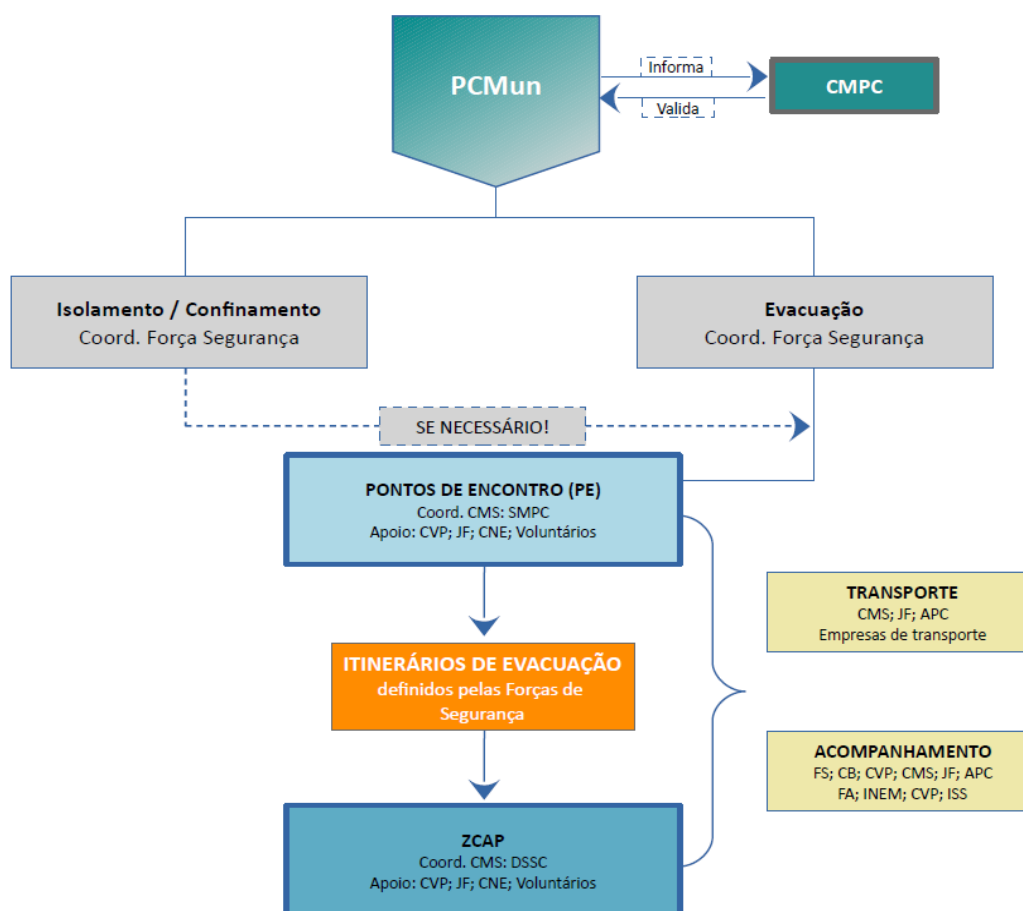 PCMun
Informa
Valida
CMPC
Isolamento / Confinamento
Coord. Força Segurança
Evacuação
Coord. Força Segurança
SE NECESSÁRIO!
PONTOS DE ENCONTRO (PE)
Coord. CMS: SMPC
Apoio: CVP; JF; CNE; Voluntários
ITINERÁRIOS DE EVACUAÇÃO
definidos pelas Forças de
Segurança
TRANSPORTE
CMS; JF; APC
Empresas de transporte
ACOMPANHAMENTO
FS; CB; CVP; CMS; JF; APC
FA; INEM; CVP; ISS
ZCAP
Coord. CMS: DSSC
Apoio: CVP; JF; CNE; Voluntários